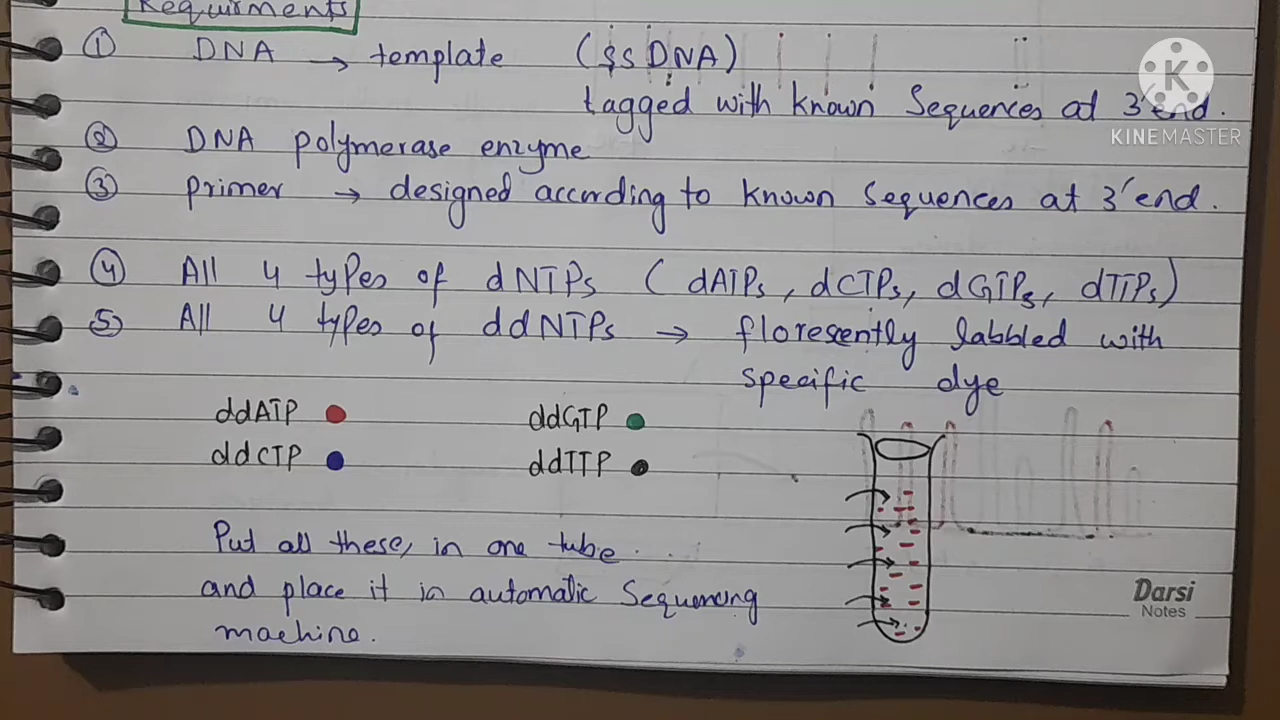 Requirments
① DNA → template (ssDNA)
tagged with known Sequences at 3'end.
KINEMASTER
② DNA polymerase enzyme
③ primer → designed according to known Sequences at 3'end.
④ All 4 types of dNTPs (dATPs, dCTPs, dGTPs, dTTPs)
⑤ All 4 types of ddNTPs → florescently labbled with
specific dye
ddATP ddGTP
ddCTP ddTTP
Put all these, in one tube
and place it in automatic Sequencing
machine.
Darsi
Notes